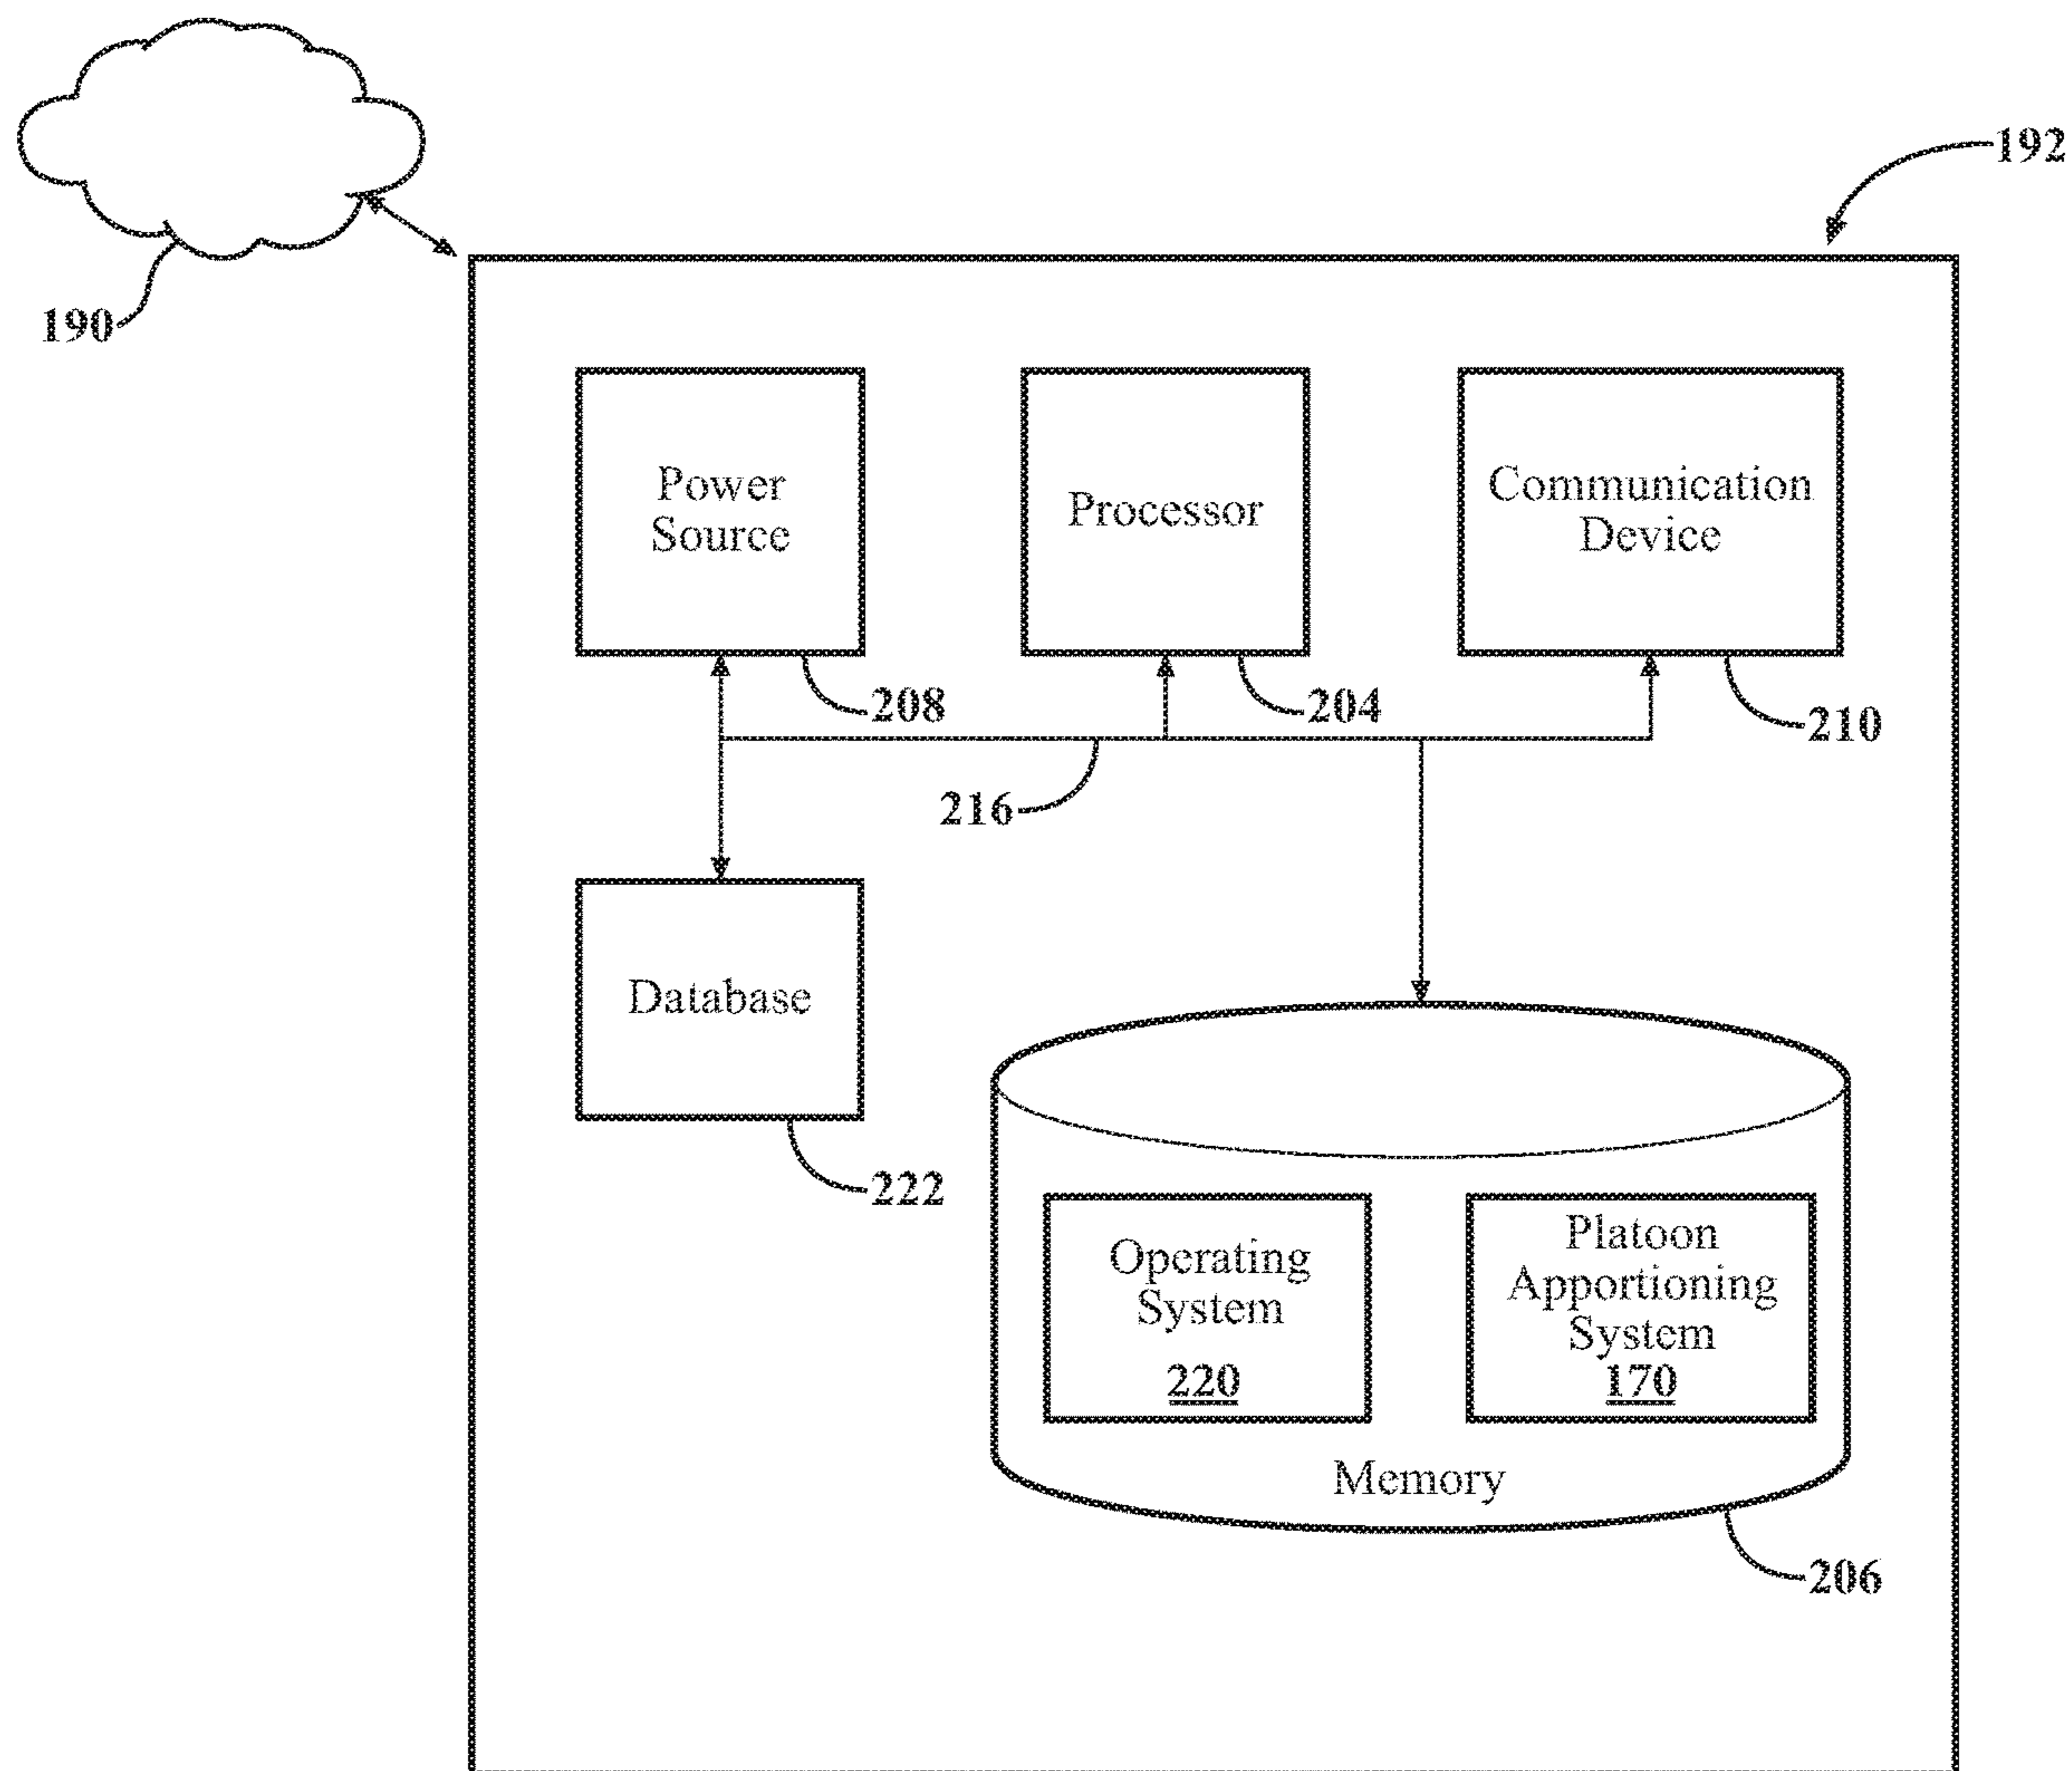 192
190
Power
Source
Processor
Communication
Device
208
204
210
216
Database
222
Operating
System
220
Platoon
Apportioning
System
170
Memory
206